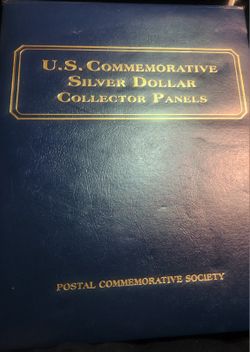 U.S. COMMEMORATIVE
SILVER DOLLAR
COLLECTOR PANELS
POSTAL COMMEMORATIVE SOCIETY